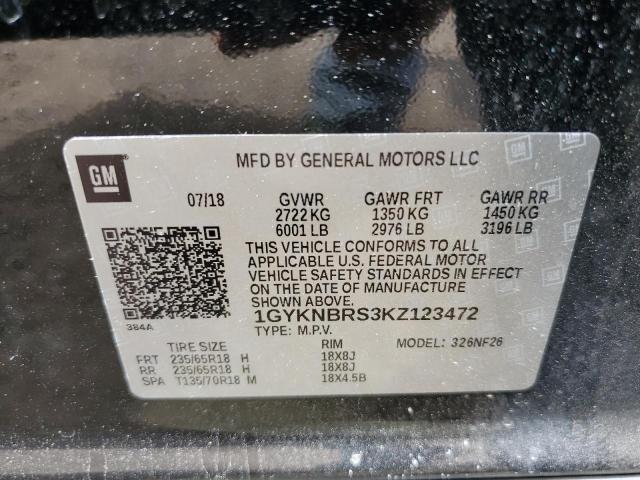 GM
MFD BY GENERAL MOTORS LLC
07/18 GVWR GAWR FRT GAWR RR
2722 KG 1350 KG 1450 KG
6001 LB 2976 LB 3196 LB
THIS VEHICLE CONFORMS TO ALL
APPLICABLE U.S. FEDERAL MOTOR
VEHICLE SAFETY STANDARDS IN EFFECT
ON THE DATE OF MANUFACTURE
SHOWN ABOVE.
384A
1GYKNBRS3KZ123472
TYPE: M.P.V. MODEL: 326NF26
TIRE SIZE RIM
FRT 235/65R18 H 18X8J
RR 235/65R18 H 18X8J
SPA T135/70R18 M 18X4.5B